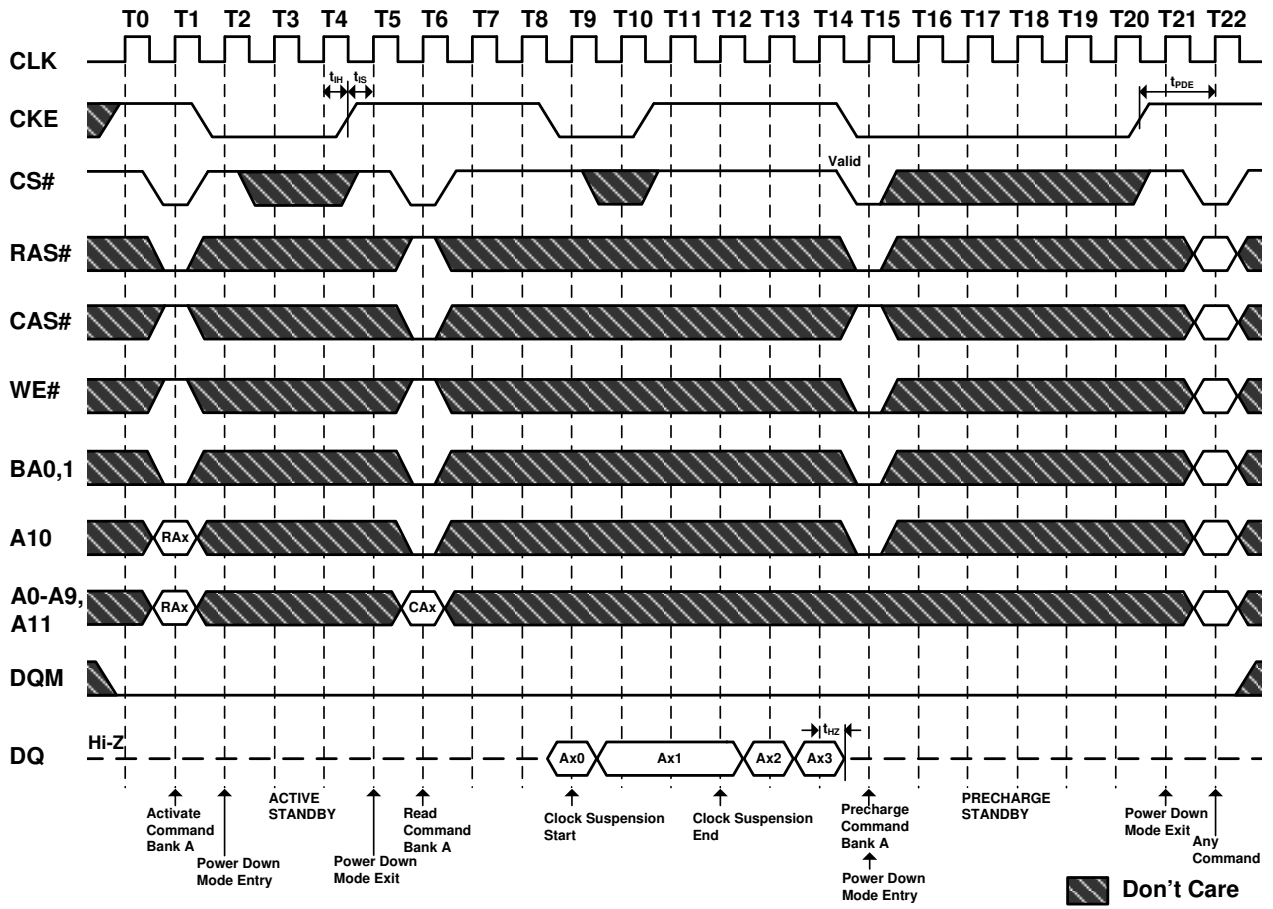 T0 T1 T2 T3 T4 T5 T6 T7 T8 T9 T10 T11 T12 T13 T14 T15 T16 T17 T18 T19 T20 T21 T22
CLK
tIH tIS
tPDE
CKE
Valid
CS#
RAS#
CAS#
WE#
BA0,1
A10
RAx
A0-A9,
A11
RAx
CAx
DQM
tHZ
Hi-Z
DQ
Ax0
Ax1
Ax2
Ax3
Activate
Command
Bank A
Power Down
Mode Entry
ACTIVE
STANDBY
Power Down
Mode Exit
Read
Command
Bank A
Clock Suspension
Start
Clock Suspension
End
Precharge
Command
Bank A
Power Down
Mode Entry
PRECHARGE
STANDBY
Power Down
Mode Exit
Any
Command
Don't Care